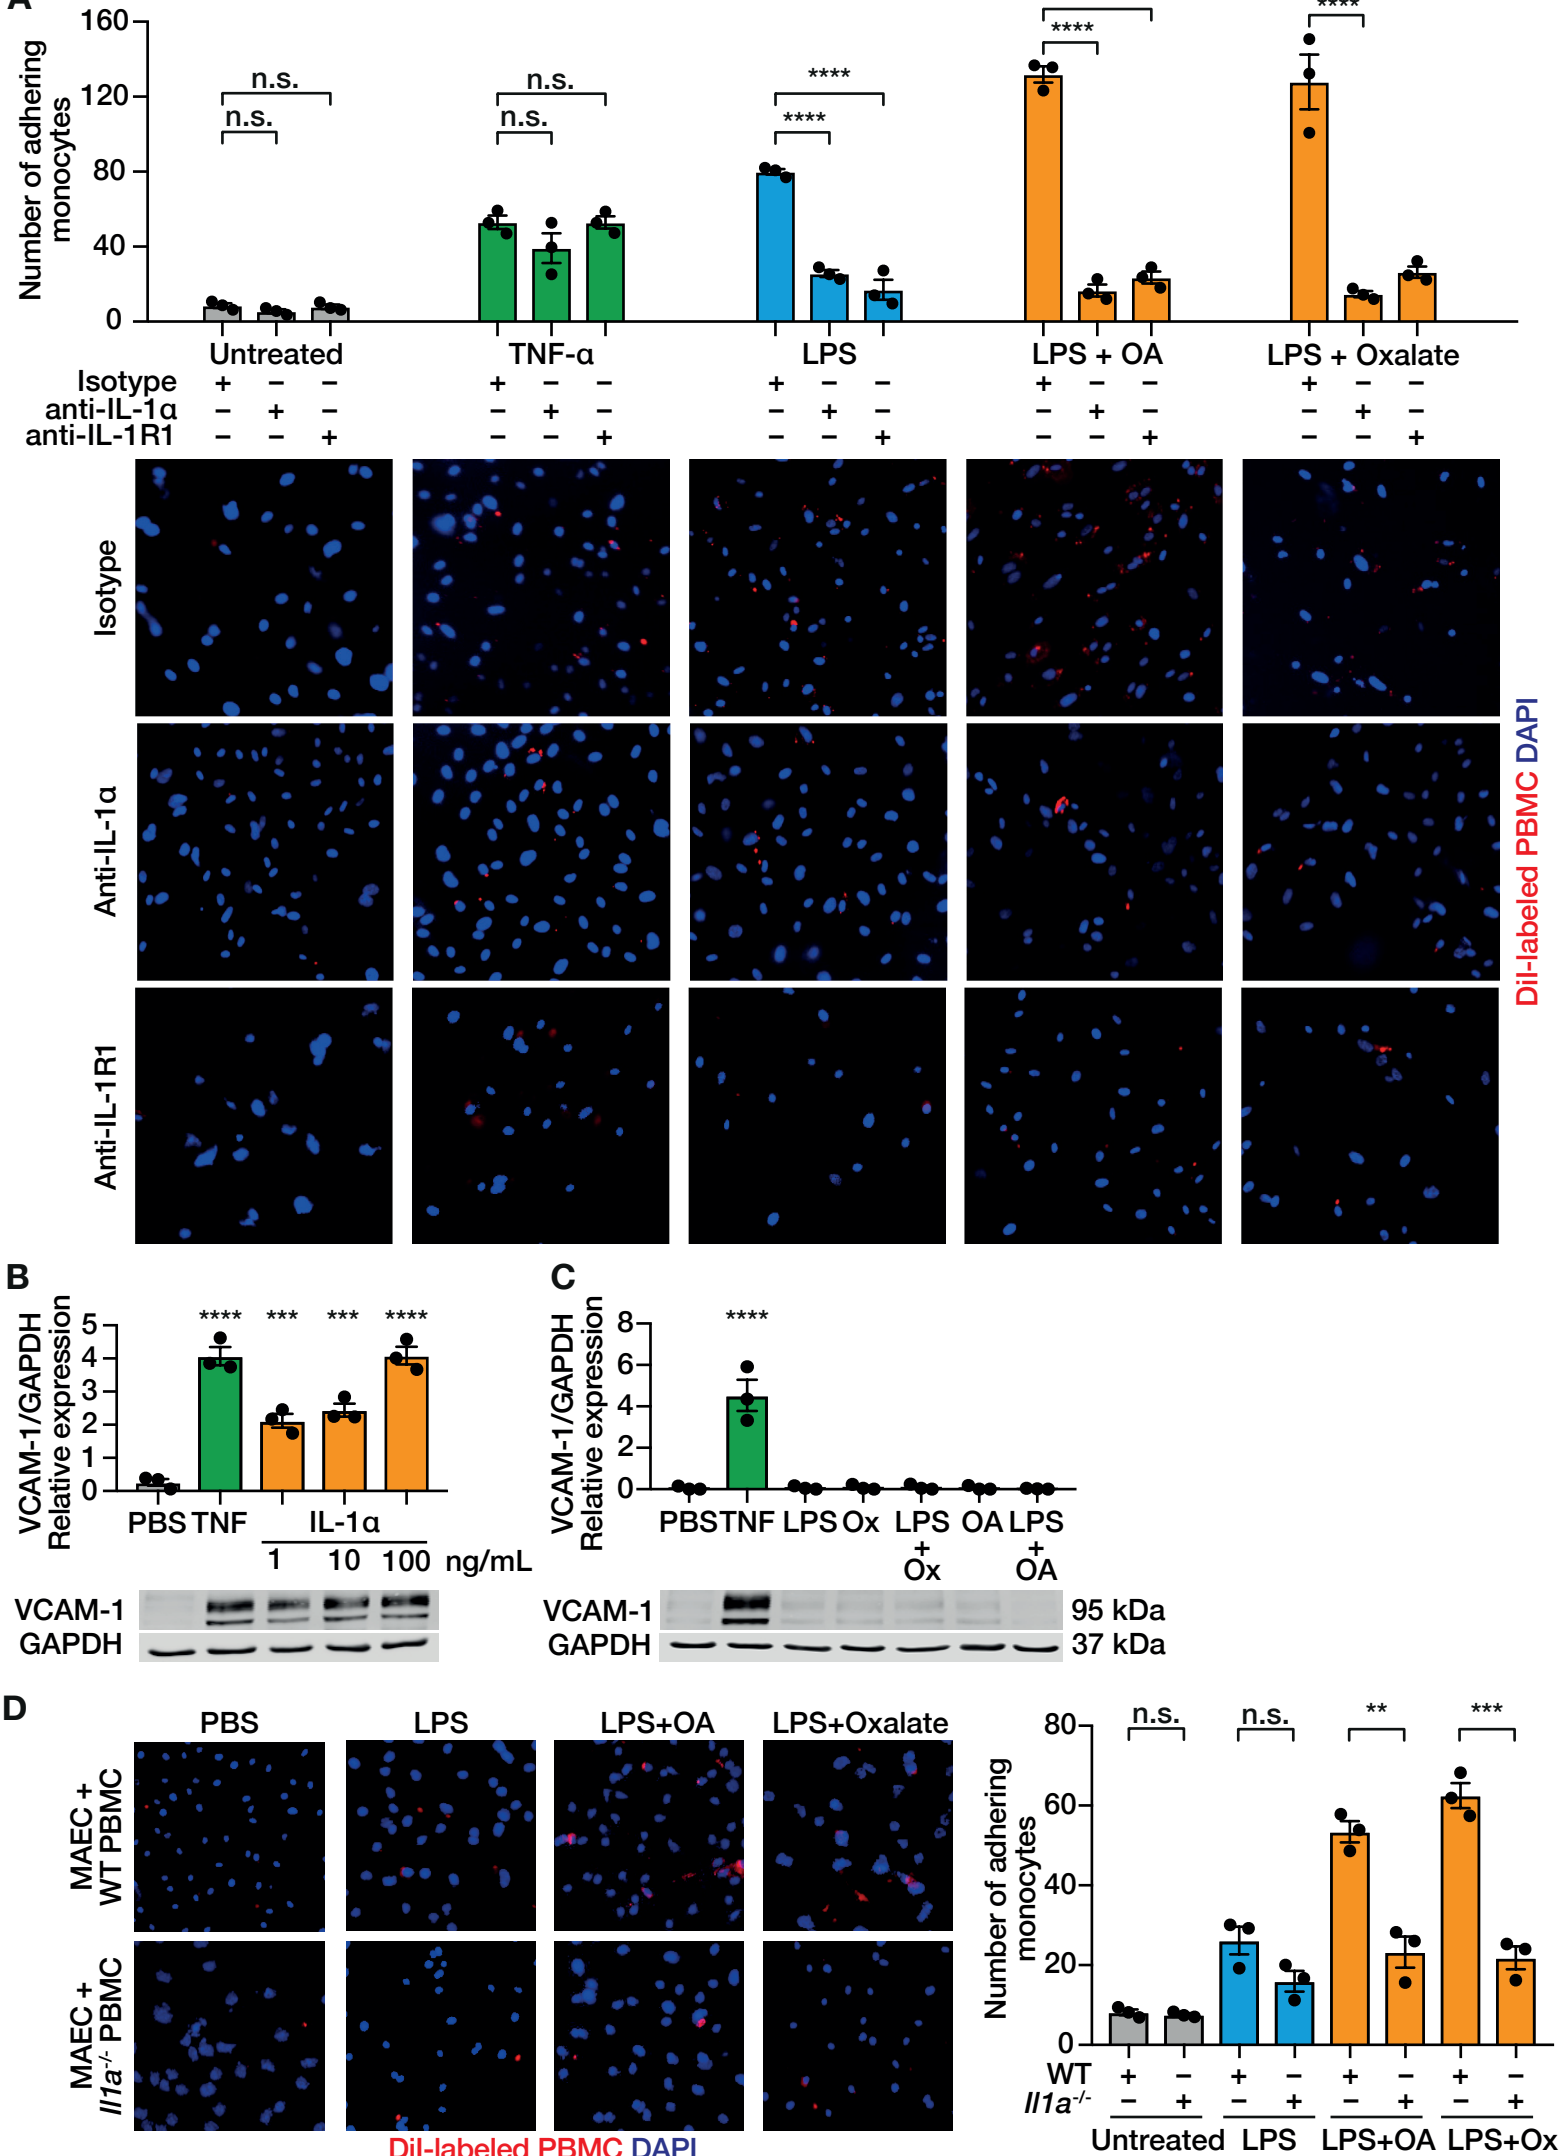 A
Number of adhering
monocytes
160
120
80
40
0
n.s.
n.s.
n.s.
n.s.
****
****
****
****
Untreated
TNF-α
LPS
LPS + OA
LPS + Oxalate
Isotype + – – + – – + – – + – – + – –
anti-IL-1α – + – – + – – + – – + – – + –
anti-IL-1R1 – – + – – + – – + – – + – – +
Isotype
Anti-IL-1α
Anti-IL-1R1
DiI-labeled PBMC DAPI
B
VCAM-1/GAPDH
Relative expression
5
4
3
2
1
0
**** *** *** ****
PBS TNF IL-1α
1 10 100 ng/mL
VCAM-1
GAPDH
C
VCAM-1/GAPDH
Relative expression
8
6
4
2
0
****
PBS TNF LPS Ox LPS + Ox OA LPS + OA
VCAM-1 95 kDa
GAPDH 37 kDa
D
PBS LPS LPS+OA LPS+Oxalate
MAEC +
WT PBMC
MAEC +
Il1a-/- PBMC
DiI-labeled PBMC DAPI
Number of adhering
monocytes
80
60
40
20
0
n.s. n.s. ** ***
WT + – + – + – + –
Il1a-/- – + – + – + – +
Untreated LPS LPS+OA LPS+Ox